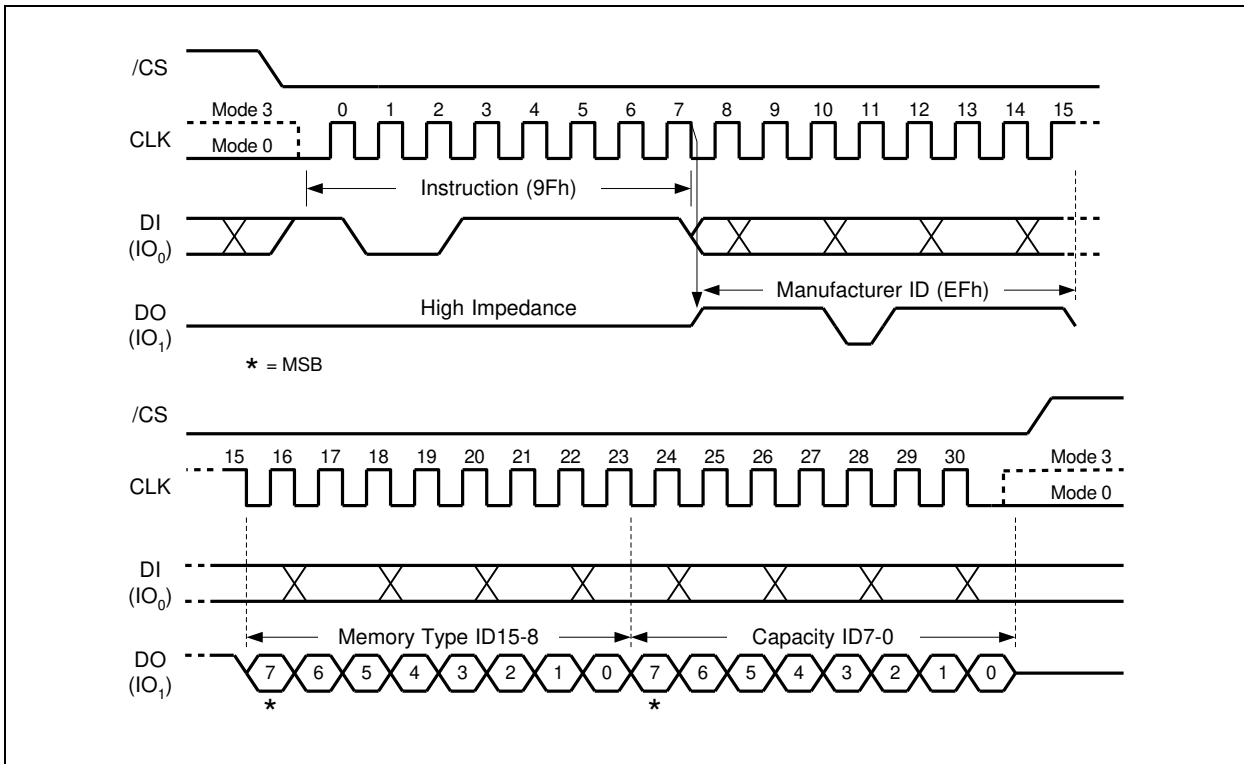 /CS
Mode 3 0 1 2 3 4 5 6 7 8 9 10 11 12 13 14 15
CLK
Mode 0
Instruction (9Fh)
DI
(IO0)
Manufacturer ID (EFh)
High Impedance
DO
(IO1)
* = MSB
/CS
15 16 17 18 19 20 21 22 23 24 25 26 27 28 29 30 Mode 3
CLK
Mode 0
DI
(IO0)
Memory Type ID15-8 Capacity ID7-0
DO
(IO1)
7 6 5 4 3 2 1 0 7 6 5 4 3 2 1 0
* *